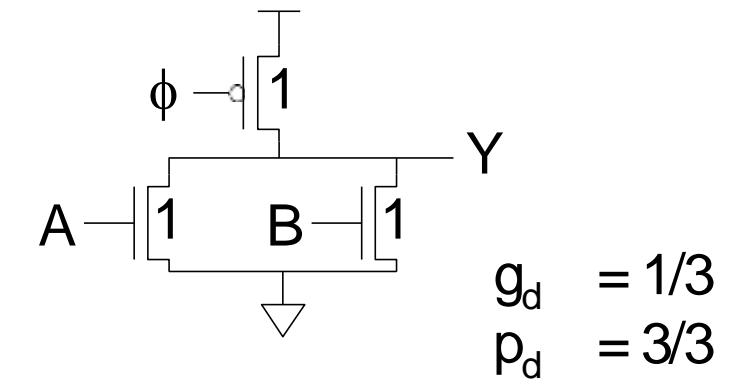 ϕ 1
Y
A 1 B 1
g_d = 1/3
p_d = 3/3